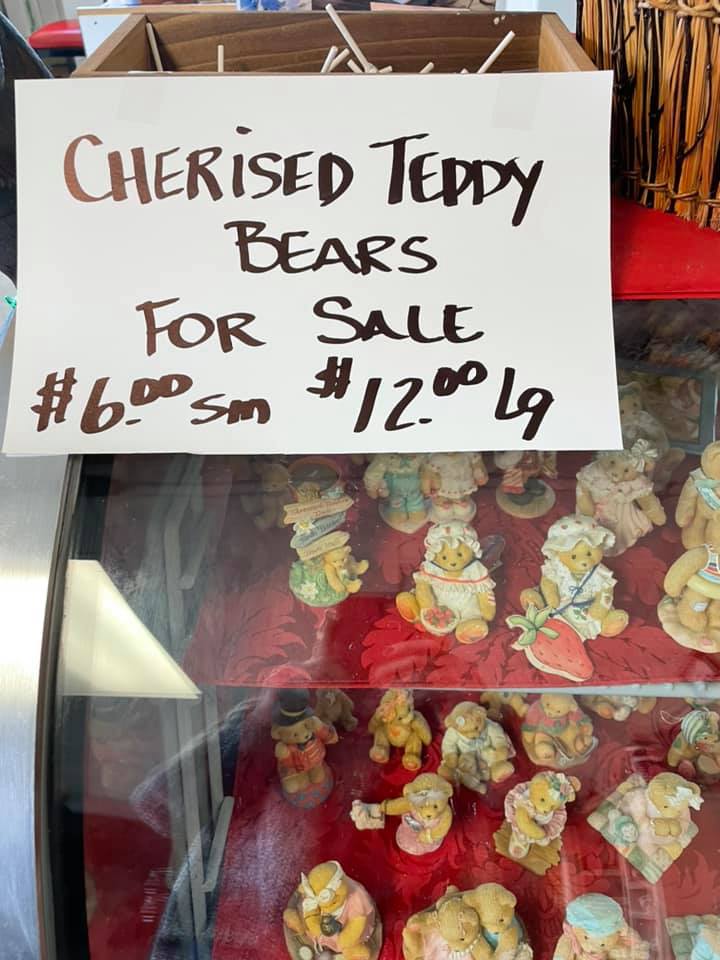 CHERISED TEDDY
BEARS
FOR SALE
$6.00 sm $12.00 Lg